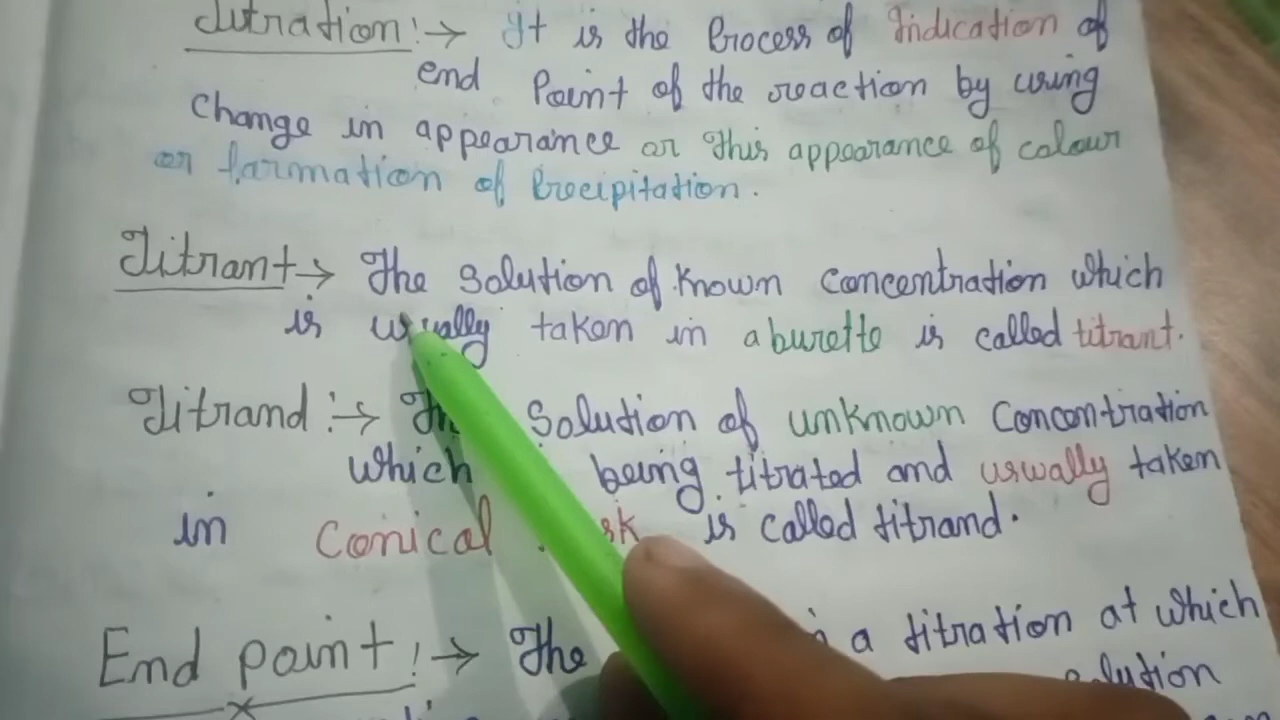 Titration :→ It is the Process of Indication of
end Point of the reaction by using
change in appearance or this appearance of colour
or formation of Precipitation.
Titrant → The solution of known concentration which
is usually taken in a burette is called titrant.
Titrand :→ The Solution of unknown Concentration
which being titrated and usually taken
in Conical is called titrand.
End point :→ The in a titration at which
solution